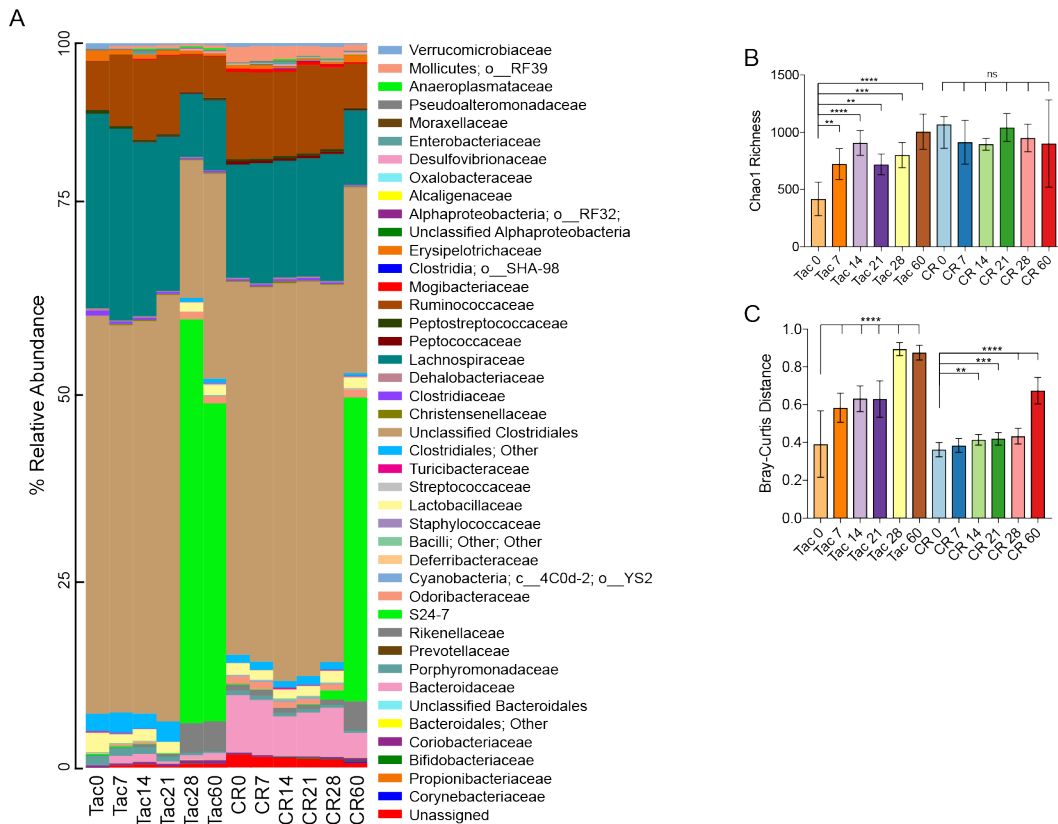 A
100
75
50
25
0
% Relative Abundance
Tac0
Tac7
Tac14
Tac21
Tac28
Tac60
CR0
CR7
CR14
CR21
CR28
CR60
Verrucomicrobiaceae
Mollicutes; o__RF39
Anaeroplasmataceae
Pseudoalteromonadaceae
Moraxellaceae
Enterobacteriaceae
Desulfovibrionaceae
Oxalobacteraceae
Alcaligenaceae
Alphaproteobacteria; o__RF32;
Unclassified Alphaproteobacteria
Erysipelotrichaceae
Clostridia; o__SHA-98
Mogibacteriaceae
Ruminococcaceae
Peptostreptococcaceae
Peptococcaceae
Lachnospiraceae
Dehalobacteriaceae
Clostridiaceae
Christensenellaceae
Unclassified Clostridiales
Clostridiales; Other
Turicibacteraceae
Streptococcaceae
Lactobacillaceae
Staphylococcaceae
Bacilli; Other; Other
Deferribacteraceae
Cyanobacteria; c__4C0d-2; o__YS2
Odoribacteraceae
S24-7
Rikenellaceae
Prevotellaceae
Porphyromonadaceae
Bacteroidaceae
Unclassified Bacteroidales
Bacteroidales; Other
Coriobacteriaceae
Bifidobacteriaceae
Propionibacteriaceae
Corynebacteriaceae
Unassigned
B
1500
1000
500
0
Chao1 Richness
****
***
**
****
**
ns
Tac 0
Tac 7
Tac 14
Tac 21
Tac 28
Tac 60
CR 0
CR 7
CR 14
CR 21
CR 28
CR 60
C
1.0
0.8
0.6
0.4
0.2
0.0
Bray-Curtis Distance
****
****
***
**
Tac 0
Tac 7
Tac 14
Tac 21
Tac 28
Tac 60
CR 0
CR 7
CR 14
CR 21
CR 28
CR 60